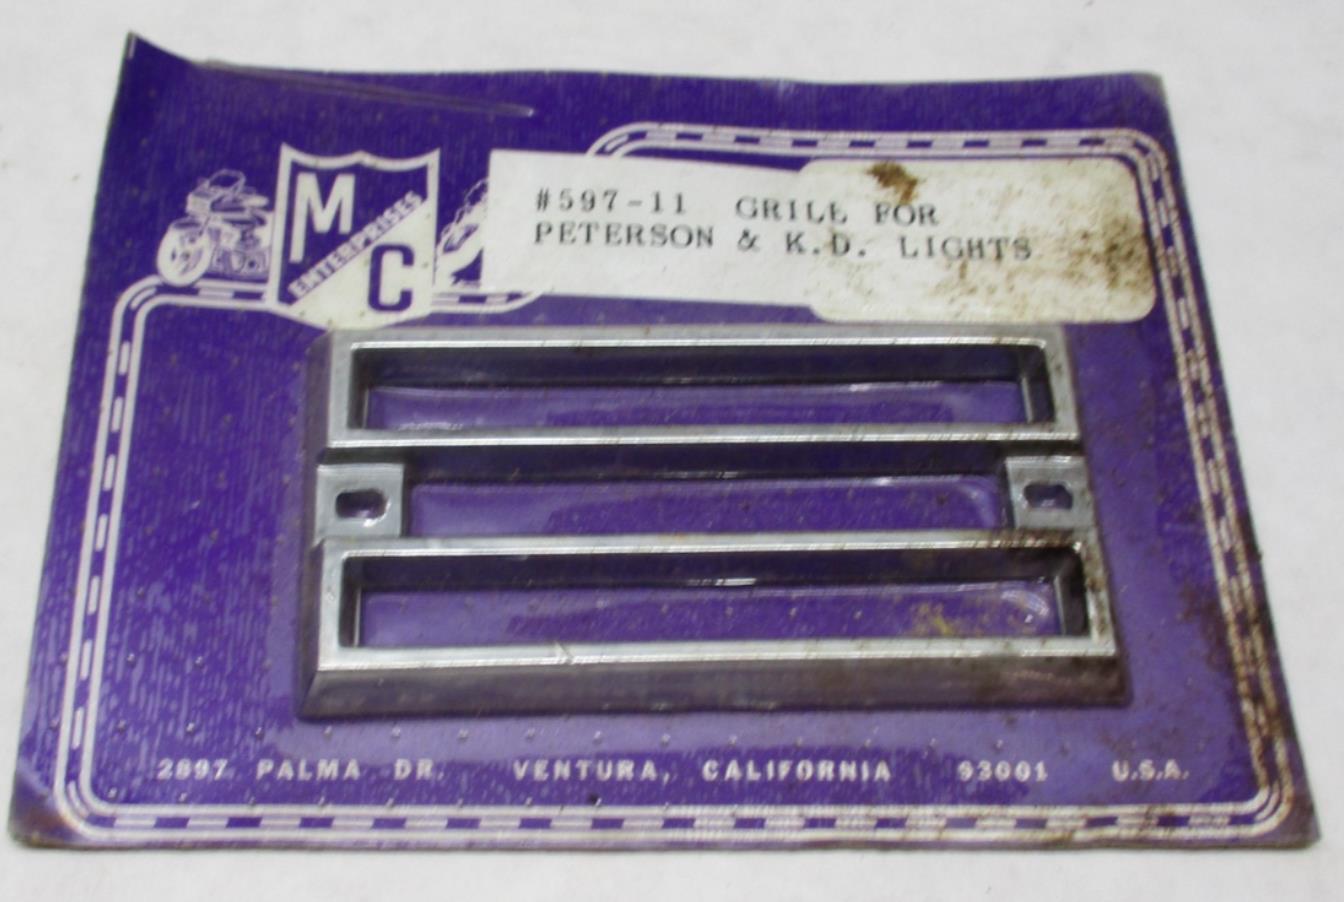 M
ENTERPRISES
C
#597-11 GRILL FOR
PETERSON & K.D. LIGHTS
2897 PALMA DR. VENTURA, CALIFORNIA 93001 U.S.A.